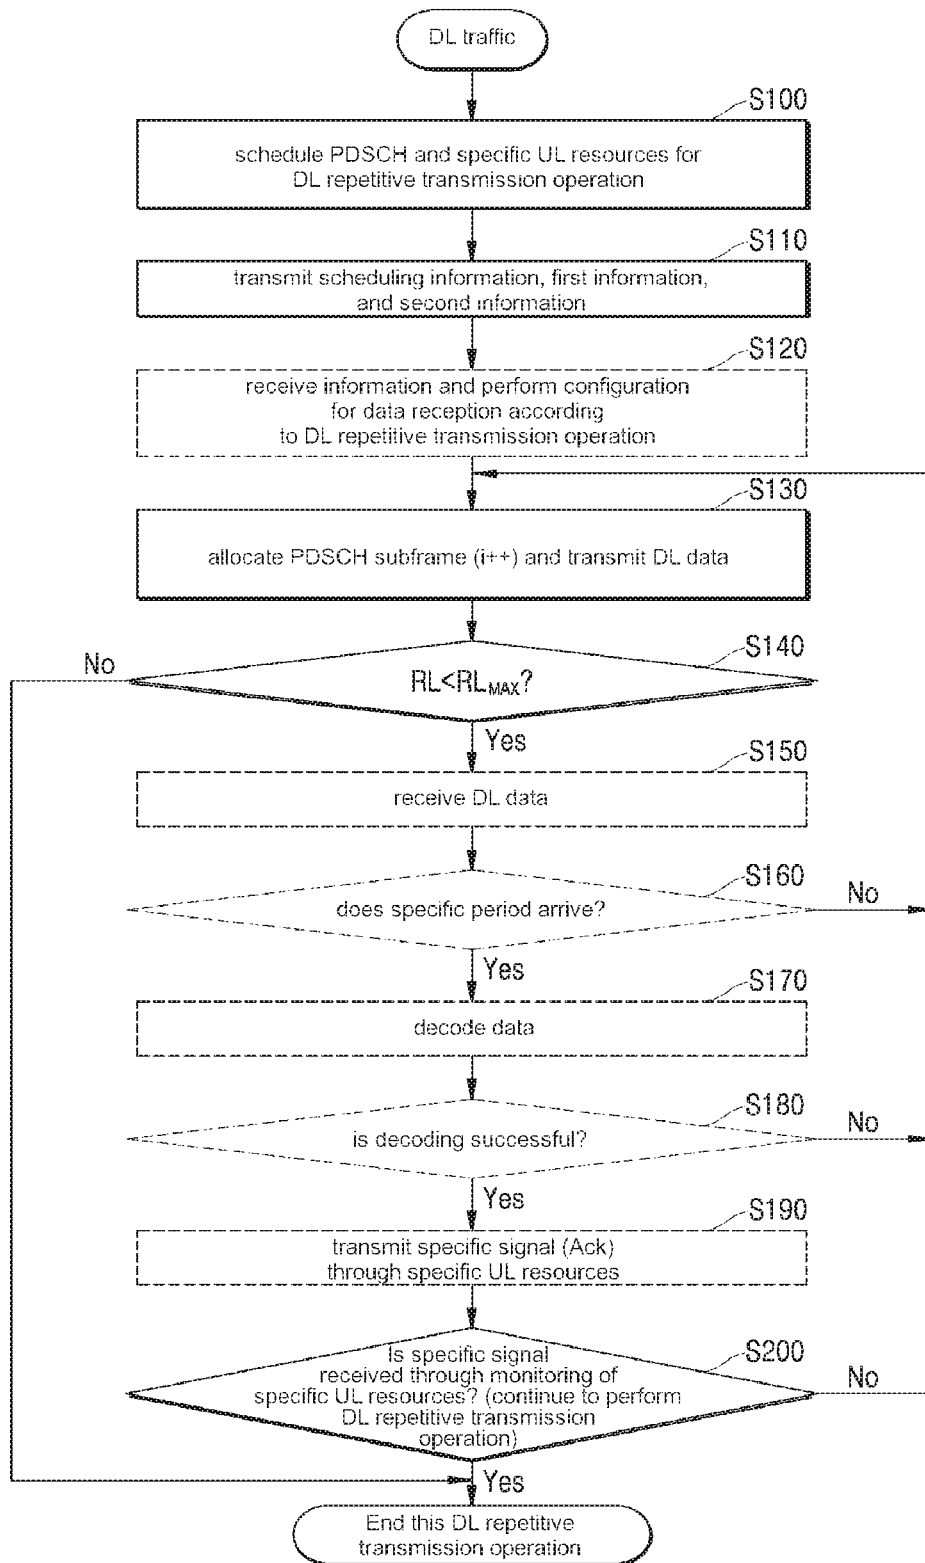 DL traffic
S100
schedule PDSCH and specific UL resources for
DL repetitive transmission operation
S110
transmit scheduling information, first information,
and second information
S120
receive information and perform configuration
for data reception according
to DL repetitive transmission operation
S130
allocate PDSCH subframe (i++) and transmit DL data
S140
No
RL<RL_MAX?
Yes
S150
receive DL data
S160
No
does specific period arrive?
Yes
S170
decode data
S180
No
is decoding successful?
Yes
S190
transmit specific signal (Ack)
through specific UL resources
S200
No
Is specific signal
received through monitoring of
specific UL resources? (continue to perform
DL repetitive transmission
operation)
Yes
End this DL repetitive
transmission operation